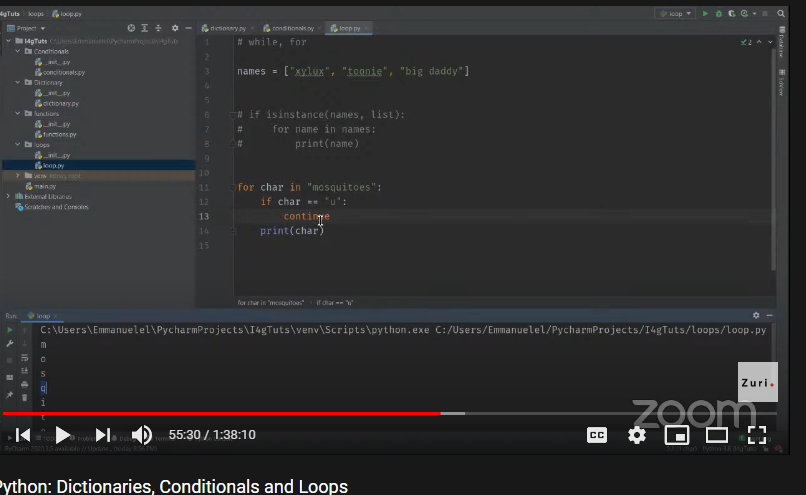 I4gTuts loops loop.py
loop
Project
dictionary.py conditionals.py loop.py
I4gTuts C:\Users\Emmanuelel\PycharmProjects\I4gTuts
Conditionals
__init__.py
conditionals.py
Dictionary
__init__.py
dictionary.py
functions
__init__.py
functions.py
loops
__init__.py
loop.py
venv library root
main.py
External Libraries
Scratches and Consoles
1 # while, for
2
3 names = ["xylux", "toonie", "big daddy"]
4
5
6 # if isinstance(names, list):
7 #     for name in names:
8 #         print(name)
9
10
11 for char in "mosquitoes":
12     if char == "u":
13         continue
14     print(char)
15
2
Database
SciView
for char in "mosquitoes" › if char == "u"
Run: loop
C:\Users\Emmanuelel\PycharmProjects\I4gTuts\venv\Scripts\python.exe C:/Users/Emmanuelel/PycharmProjects/I4gTuts/loops/loop.py
m
o
s
q
i
t
Zuri.
zoom
55:30 / 1:38:10
CC
Python: Dictionaries, Conditionals and Loops